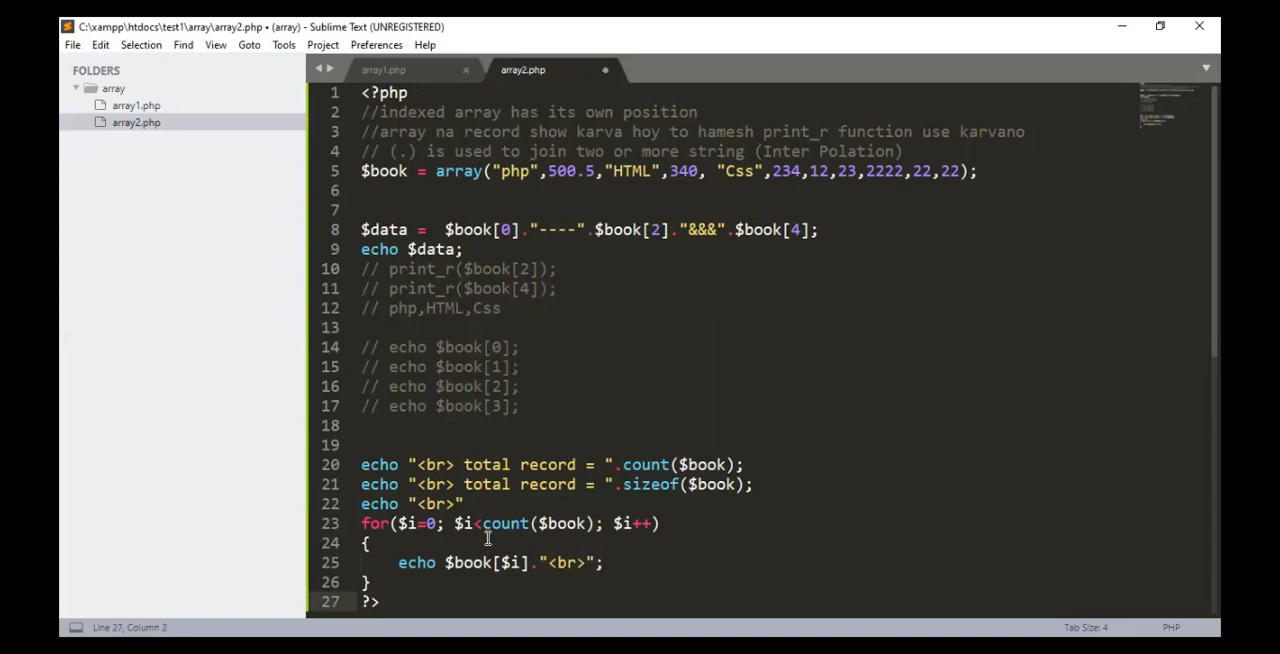 C:\xampp\htdocs\test1\array\array2.php • (array) - Sublime Text (UNREGISTERED)
File Edit Selection Find View Goto Tools Project Preferences Help
FOLDERS
array
array1.php
array2.php
array1.php
array2.php
1 <?php
2 //indexed array has its own position
3 //array na record show karva hoy to hamesh print_r function use karvano
4 // (.) is used to join two or more string (Inter Polation)
5 $book = array("php",500.5,"HTML",340, "Css",234,12,23,2222,22,22);
6
7
8 $data =  $book[0]."----".$book[2]."&&&".$book[4];
9 echo $data;
10 // print_r($book[2]);
11 // print_r($book[4]);
12 // php,HTML,Css
13
14 // echo $book[0];
15 // echo $book[1];
16 // echo $book[2];
17 // echo $book[3];
18
19
20 echo "<br> total record = ".count($book);
21 echo "<br> total record = ".sizeof($book);
22 echo "<br>"
23 for($i=0; $i<count($book); $i++)
24 {
25     echo $book[$i]."<br>";
26 }
27 ?>
Line 27, Column 3
Tab Size: 4
PHP